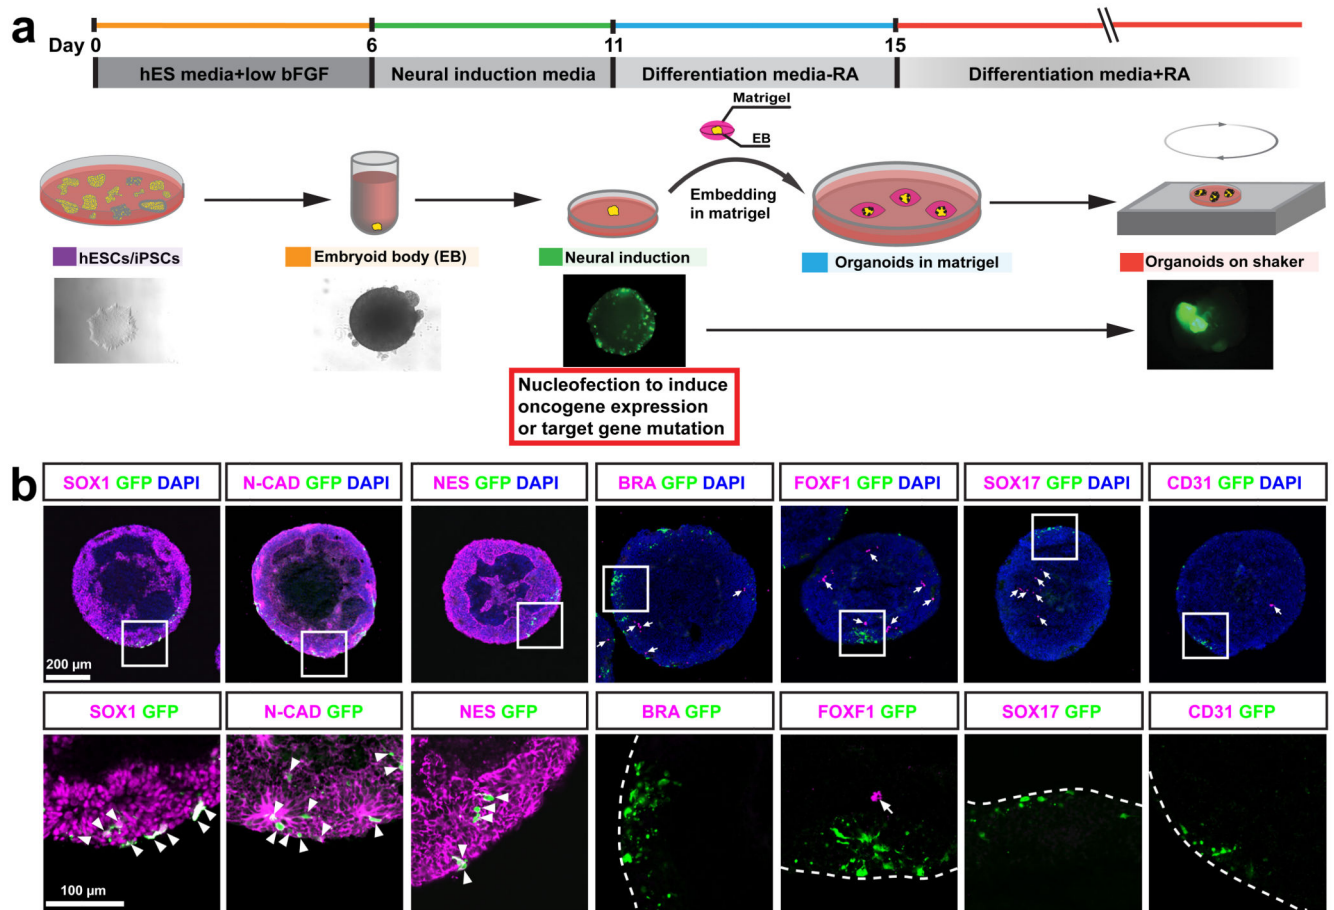 a
Day 0 6 11 15
hES media+low bFGF Neural induction media Differentiation media-RA Differentiation media+RA
Matrigel
EB
Embedding
in matrigel
hESCs/iPSCs Embryoid body (EB) Neural induction Organoids in matrigel Organoids on shaker
Nucleofection to induce
oncogene expression
or target gene mutation
b
SOX1 GFP DAPI N-CAD GFP DAPI NES GFP DAPI BRA GFP DAPI FOXF1 GFP DAPI SOX17 GFP DAPI CD31 GFP DAPI
200 µm
SOX1 GFP N-CAD GFP NES GFP BRA GFP FOXF1 GFP SOX17 GFP CD31 GFP
100 µm